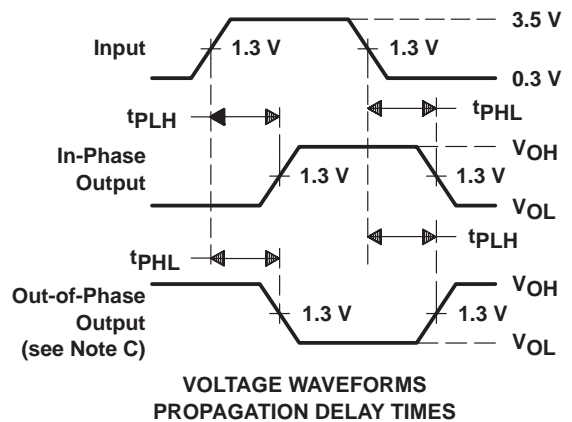 3.5 V
Input
1.3 V
1.3 V
0.3 V
tPLH
tPHL
In-Phase
Output
VOH
1.3 V
1.3 V
VOL
tPHL
tPLH
Out-of-Phase
Output
(see Note C)
VOH
1.3 V
1.3 V
VOL
VOLTAGE WAVEFORMS
PROPAGATION DELAY TIMES